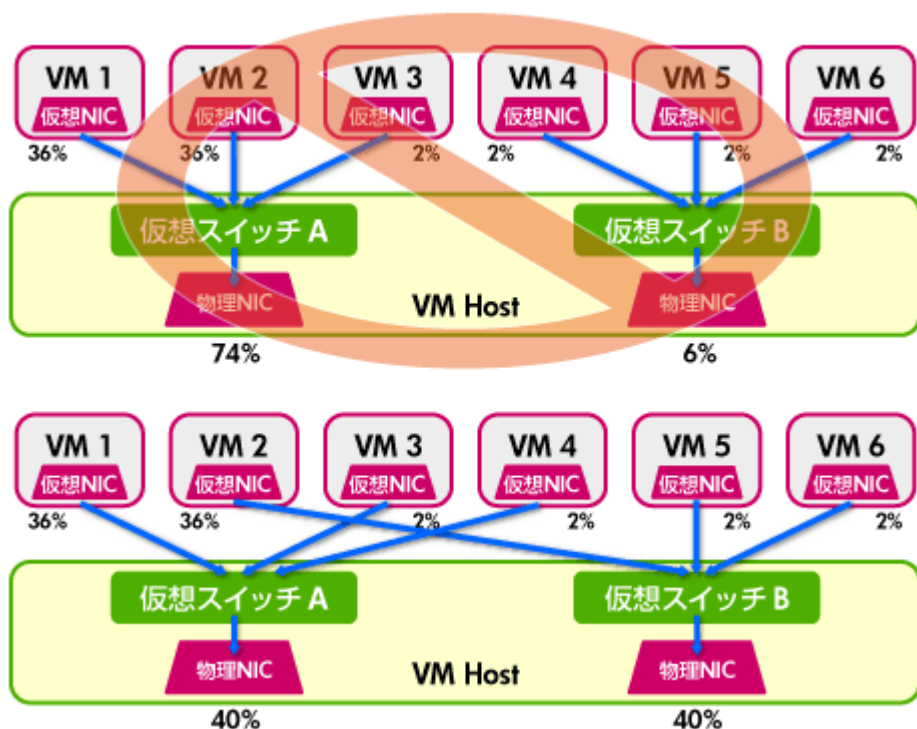 VM 1 VM 2 VM 3 VM 4 VM 5 VM 6
仮想NIC 仮想NIC 仮想NIC 仮想NIC 仮想NIC 仮想NIC
36% 36% 2% 2% 2% 2%
仮想スイッチ A 仮想スイッチ B
物理NIC VM Host 物理NIC
74% 6%
VM 1 VM 2 VM 3 VM 4 VM 5 VM 6
仮想NIC 仮想NIC 仮想NIC 仮想NIC 仮想NIC 仮想NIC
36% 36% 2% 2% 2% 2%
仮想スイッチ A 仮想スイッチ B
物理NIC VM Host 物理NIC
40% 40%